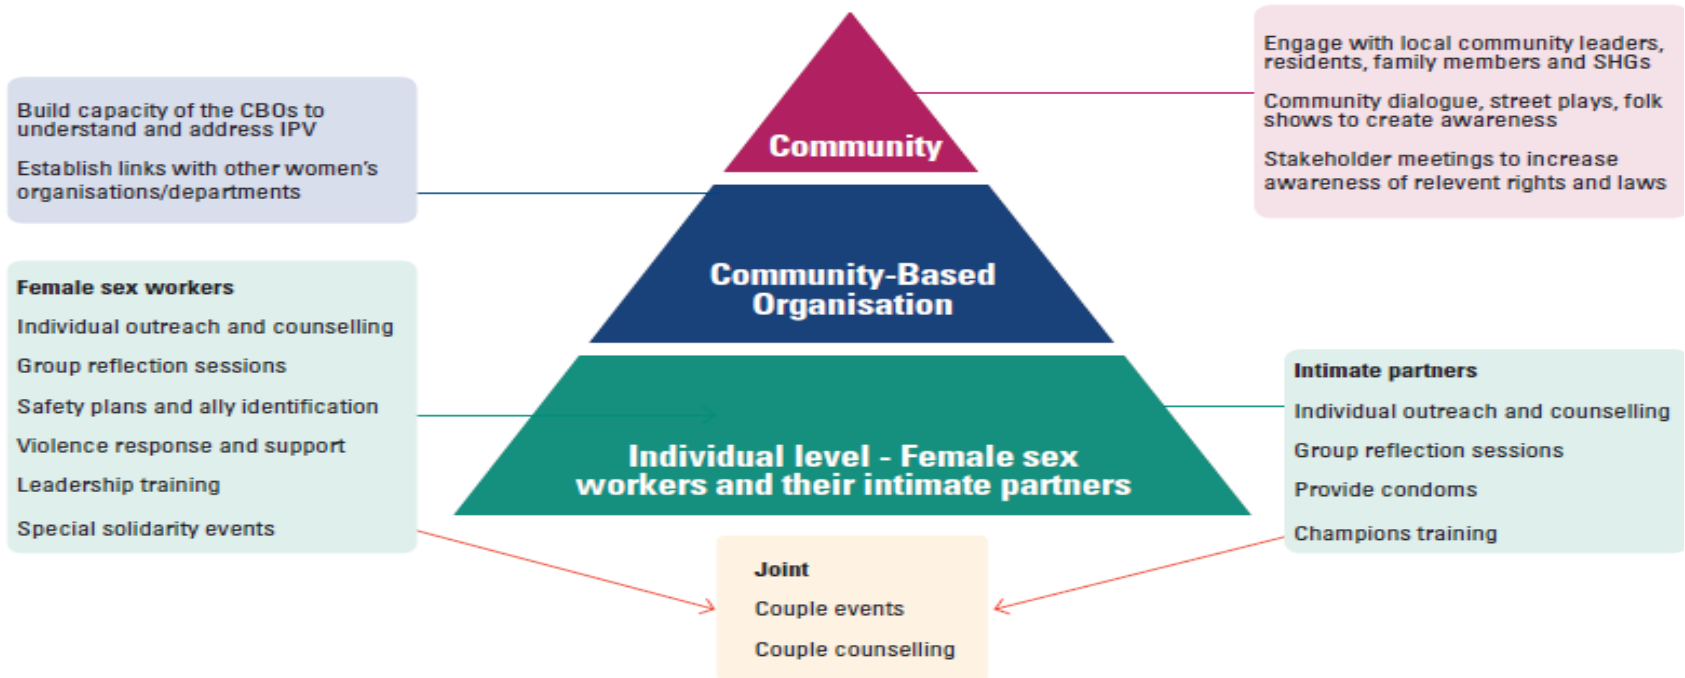 Build capacity of the CBOs to
understand and address IPV
Establish links with other women's
organisations/departments
Community
Engage with local community leaders,
residents, family members and SHGs
Community dialogue, street plays, folk
shows to create awareness
Stakeholder meetings to increase
awareness of relevent rights and laws
Community-Based
Organisation
Female sex workers
Individual outreach and counselling
Group reflection sessions
Safety plans and ally identification
Violence response and support
Leadership training
Special solidarity events
Individual level - Female sex
workers and their intimate partners
Intimate partners
Individual outreach and counselling
Group reflection sessions
Provide condoms
Champions training
Joint
Couple events
Couple counselling